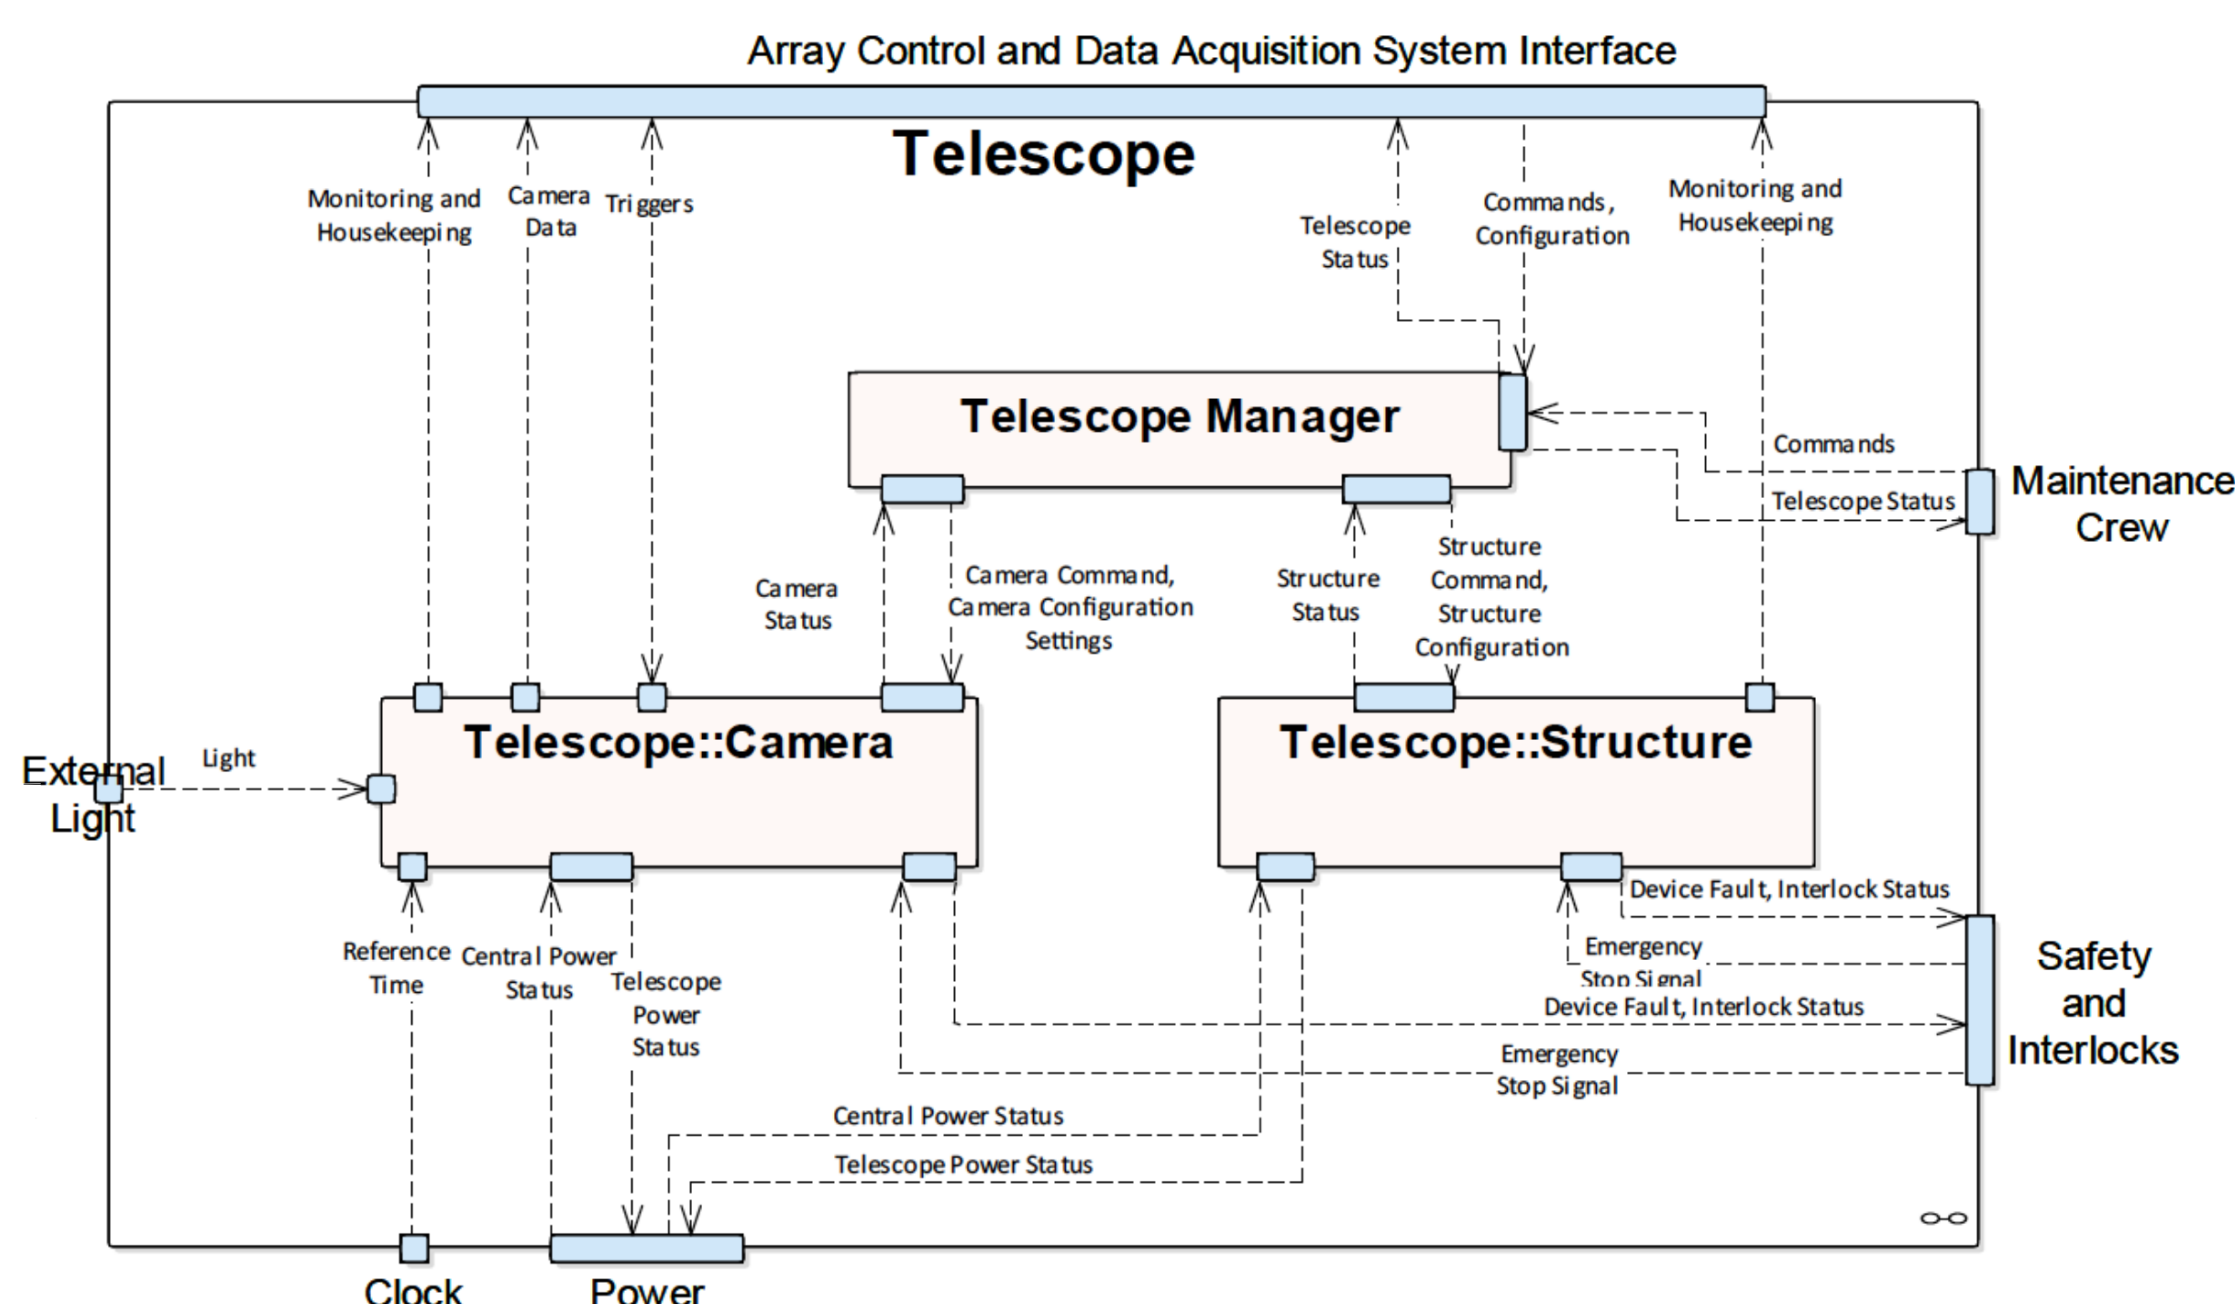 Array Control and Data Acquisition System Interface
Telescope
Monitoring and
Housekeeping
Camera
Data
Triggers
Telescope
Status
Commands,
Configuration
Monitoring and
Housekeeping
Telescope Manager
Commands
Telescope Status
Maintenance
Crew
Camera
Status
Camera Command,
Camera Configuration
Settings
Structure
Status
Structure
Command,
Structure
Configuration
Telescope::Camera
Telescope::Structure
External
Light
Light
Reference
Time
Central Power
Status
Telescope
Power
Status
Device Fault, Interlock Status
Emergency
Stop Signal
Device Fault, Interlock Status
Emergency
Stop Signal
Safety
and
Interlocks
Central Power Status
Telescope Power Status
Clock
Power